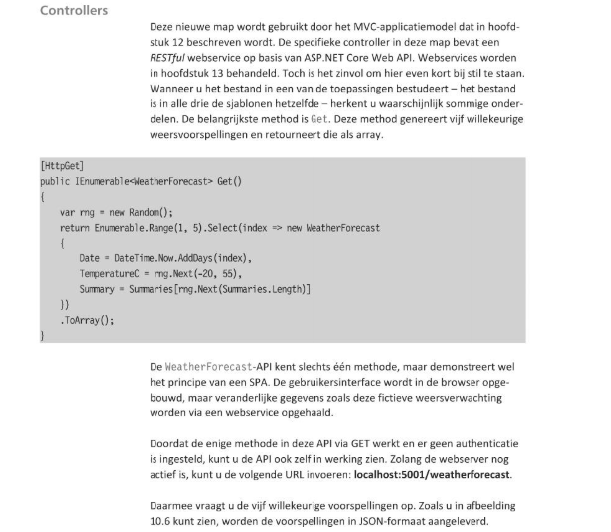 Controllers
Deze nieuwe map wordt gebruikt door het MVC-applicatiemodel dat in hoofd-
stuk 12 beschreven wordt. De specifieke controller in deze map bevat een
RESTful webservice op basis van ASP.NET Core Web API. Webservices worden
in hoofdstuk 13 behandeld. Toch is het zinvol om hier even kort bij stil te staan.
Wanneer u het bestand in een van de toepassingen bestudeert – het bestand
is in alle drie de sjablonen hetzelfde – herkent u waarschijnlijk sommige onder-
delen. De belangrijkste method is Get. Deze method genereert vijf willekeurige
weersvoorspellingen en retourneert die als array.
[HttpGet]
public IEnumerable<WeatherForecast> Get()
{
    var rng = new Random();
    return Enumerable.Range(1, 5).Select(index => new WeatherForecast
    {
        Date = DateTime.Now.AddDays(index),
        TemperatureC = rng.Next(-20, 55),
        Summary = Summaries[rng.Next(Summaries.Length)]
    })
    .ToArray();
}
De WeatherForecast-API kent slechts één methode, maar demonstreert wel
het principe van een SPA. De gebruikersinterface wordt in de browser opge-
bouwd, maar veranderlijke gegevens zoals deze fictieve weersverwachting
worden via een webservice opgehaald.
Doordat de enige methode in deze API via GET werkt en er geen authenticatie
is ingesteld, kunt u de API ook zelf in werking zien. Zolang de webserver nog
actief is, kunt u de volgende URL invoeren: localhost:5001/weatherforecast.
Daarmee vraagt u de vijf willekeurige voorspellingen op. Zoals u in afbeelding
10.6 kunt zien, worden de voorspellingen in JSON-formaat aangeleverd.